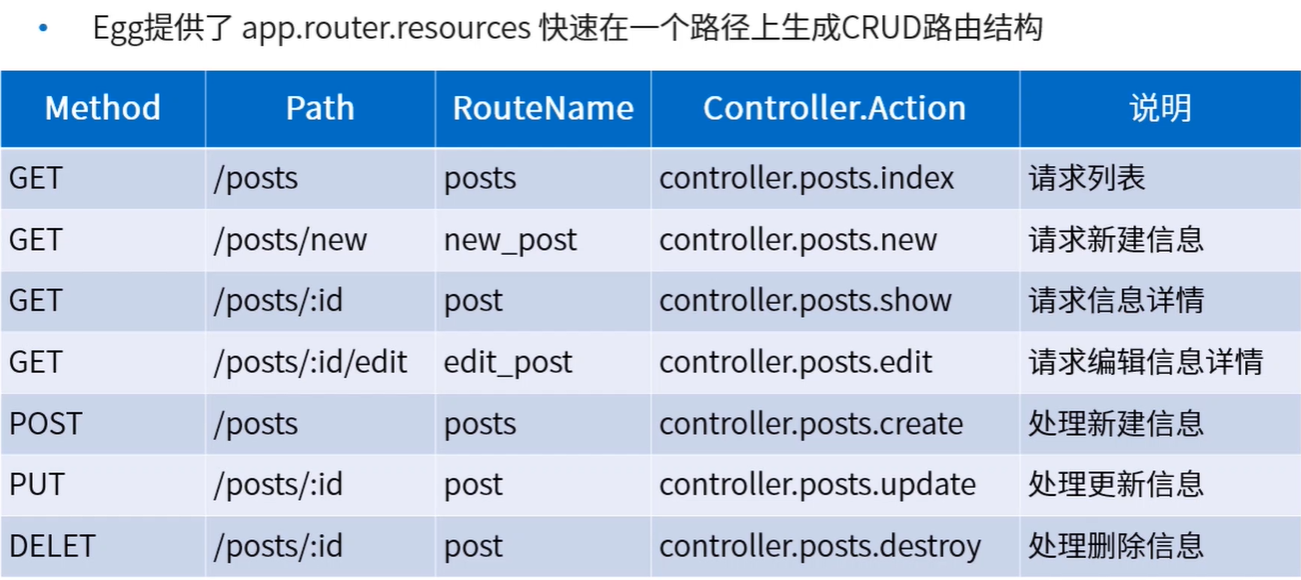 • Egg提供了 app.router.resources 快速在一个路径上生成CRUD路由结构
Method Path RouteName Controller.Action 说明
GET /posts posts controller.posts.index 请求列表
GET /posts/new new_post controller.posts.new 请求新建信息
GET /posts/:id post controller.posts.show 请求信息详情
GET /posts/:id/edit edit_post controller.posts.edit 请求编辑信息详情
POST /posts posts controller.posts.create 处理新建信息
PUT /posts/:id post controller.posts.update 处理更新信息
DELET /posts/:id post controller.posts.destroy 处理删除信息